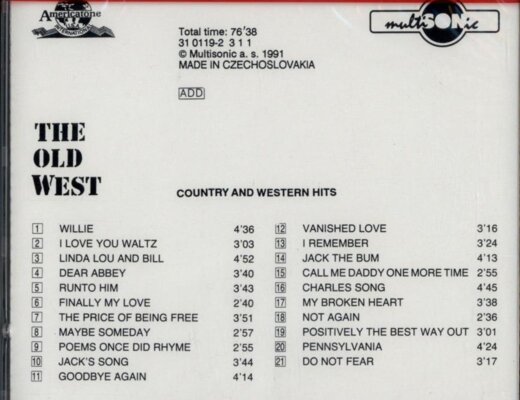 Americatone
INTERNATIONAL
Total time: 76'38
31 0119-2 311
© Multisonic a. s. 1991
MADE IN CZECHOSLOVAKIA
multiSONic
ADD
THE
OLD
WEST
COUNTRY AND WESTERN HITS
1 WILLIE 4'36
2 I LOVE YOU WALTZ 3'03
3 LINDA LOU AND BILL 4'52
4 DEAR ABBEY 3'40
5 RUNTO HIM 3'43
6 FINALLY MY LOVE 2'40
7 THE PRICE OF BEING FREE 3'51
8 MAYBE SOMEDAY 2'57
9 POEMS ONCE DID RHYME 2'55
10 JACK'S SONG 3'44
11 GOODBYE AGAIN 4'14
12 VANISHED LOVE 3'16
13 I REMEMBER 3'24
14 JACK THE BUM 4'13
15 CALL ME DADDY ONE MORE TIME 2'55
16 CHARLES SONG 4'45
17 MY BROKEN HEART 3'38
18 NOT AGAIN 2'36
19 POSITIVELY THE BEST WAY OUT 3'01
20 PENNSYLVANIA 4'24
21 DO NOT FEAR 3'17